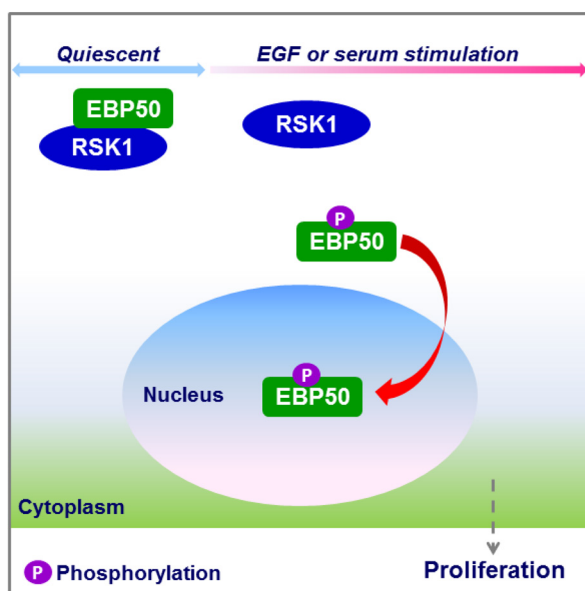 Quiescent
EGF or serum stimulation
EBP50
RSK1
RSK1
P
EBP50
P
Nucleus
EBP50
Cytoplasm
P
Phosphorylation
Proliferation